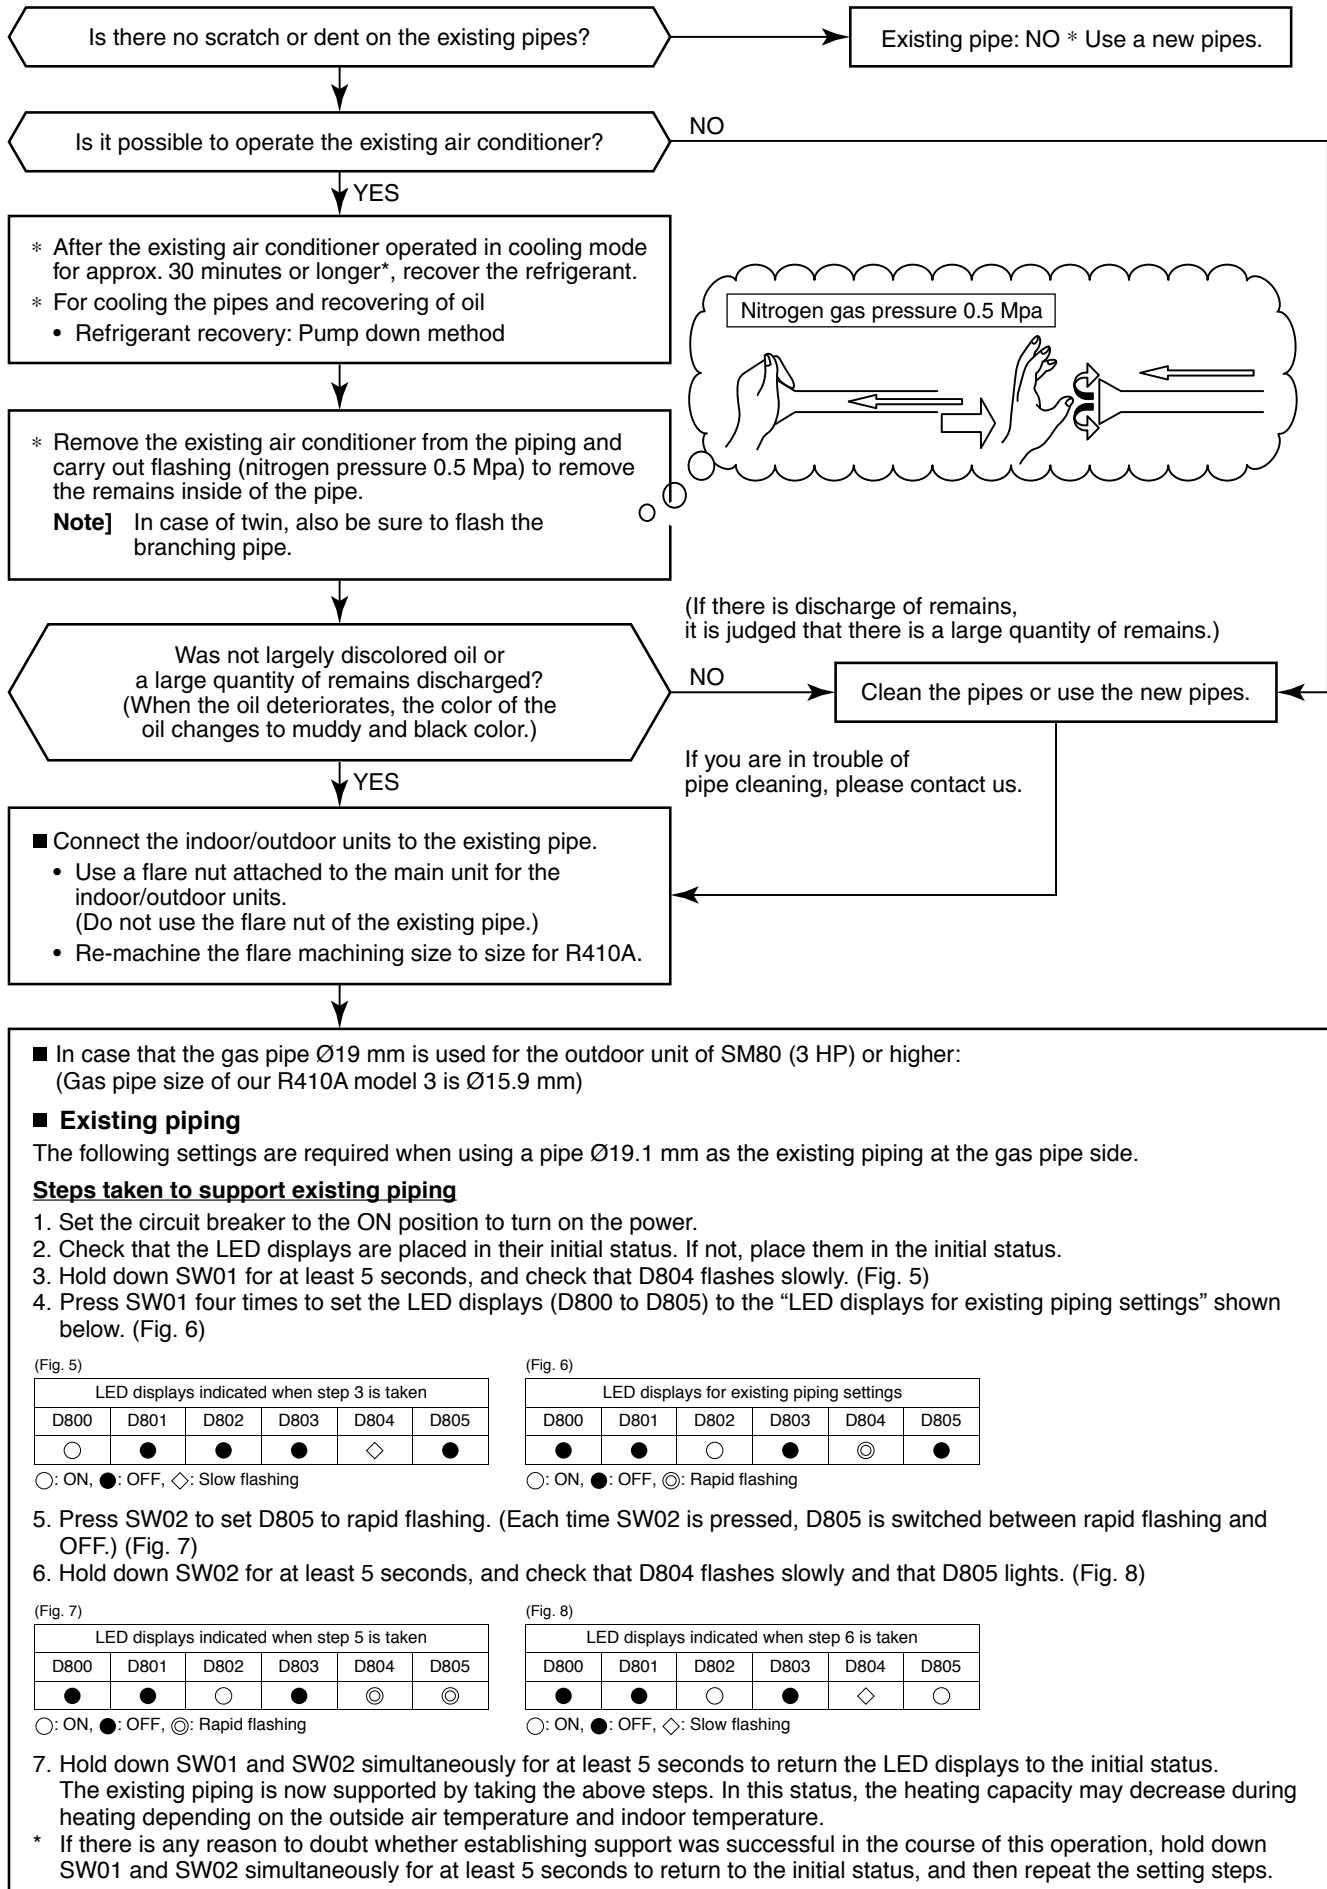 Is there no scratch or dent on the existing pipes?
Existing pipe: NO * Use a new pipes.
Is it possible to operate the existing air conditioner?
NO
YES
* After the existing air conditioner operated in cooling mode
for approx. 30 minutes or longer*, recover the refrigerant.
* For cooling the pipes and recovering of oil
• Refrigerant recovery: Pump down method
Nitrogen gas pressure 0.5 Mpa
* Remove the existing air conditioner from the piping and
carry out flashing (nitrogen pressure 0.5 Mpa) to remove
the remains inside of the pipe.
Note] In case of twin, also be sure to flash the
branching pipe.
(If there is discharge of remains,
it is judged that there is a large quantity of remains.)
Was not largely discolored oil or
a large quantity of remains discharged?
(When the oil deteriorates, the color of the
oil changes to muddy and black color.)
NO
Clean the pipes or use the new pipes.
YES
If you are in trouble of
pipe cleaning, please contact us.
■ Connect the indoor/outdoor units to the existing pipe.
• Use a flare nut attached to the main unit for the
indoor/outdoor units.
(Do not use the flare nut of the existing pipe.)
• Re-machine the flare machining size to size for R410A.
■ In case that the gas pipe Ø19 mm is used for the outdoor unit of SM80 (3 HP) or higher:
(Gas pipe size of our R410A model 3 is Ø15.9 mm)
■ Existing piping
The following settings are required when using a pipe Ø19.1 mm as the existing piping at the gas pipe side.
Steps taken to support existing piping
1. Set the circuit breaker to the ON position to turn on the power.
2. Check that the LED displays are placed in their initial status. If not, place them in the initial status.
3. Hold down SW01 for at least 5 seconds, and check that D804 flashes slowly. (Fig. 5)
4. Press SW01 four times to set the LED displays (D800 to D805) to the “LED displays for existing piping settings” shown
below. (Fig. 6)
(Fig. 5)
LED displays indicated when step 3 is taken
D800 D801 D802 D803 D804 D805
○ ● ● ● ◇ ●
○: ON, ●: OFF, ◇: Slow flashing
(Fig. 6)
LED displays for existing piping settings
D800 D801 D802 D803 D804 D805
● ● ○ ● ◎ ●
○: ON, ●: OFF, ◎: Rapid flashing
5. Press SW02 to set D805 to rapid flashing. (Each time SW02 is pressed, D805 is switched between rapid flashing and
OFF.) (Fig. 7)
6. Hold down SW02 for at least 5 seconds, and check that D804 flashes slowly and that D805 lights. (Fig. 8)
(Fig. 7)
LED displays indicated when step 5 is taken
D800 D801 D802 D803 D804 D805
● ● ○ ● ◎ ◎
○: ON, ●: OFF, ◎: Rapid flashing
(Fig. 8)
LED displays indicated when step 6 is taken
D800 D801 D802 D803 D804 D805
● ● ○ ● ◇ ○
○: ON, ●: OFF, ◇: Slow flashing
7. Hold down SW01 and SW02 simultaneously for at least 5 seconds to return the LED displays to the initial status.
The existing piping is now supported by taking the above steps. In this status, the heating capacity may decrease during
heating depending on the outside air temperature and indoor temperature.
* If there is any reason to doubt whether establishing support was successful in the course of this operation, hold down
SW01 and SW02 simultaneously for at least 5 seconds to return to the initial status, and then repeat the setting steps.